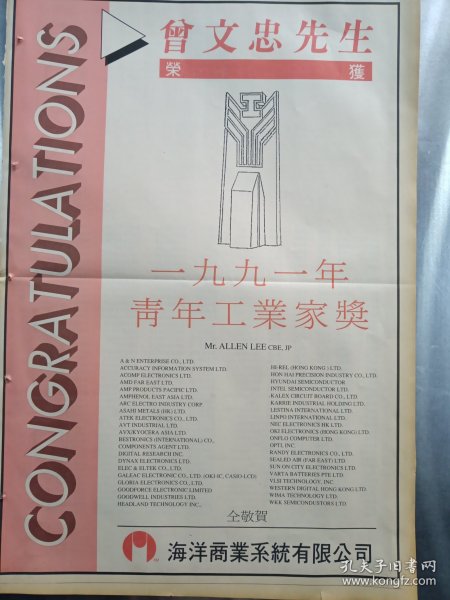 CONGRATULATIONS
曾文忠先生
榮獲
一九九一年
青年工業家獎
Mr. ALLEN LEE CBE, JP
A & N ENTERPRISE CO., LTD.
ACCURACY INFORMATION SYSTEM LTD.
ACOMP ELECTRONICS LTD.
AMD FAR EAST LTD.
AMP PRODUCTS PACIFIC LTD.
AMPHENOL EAST ASIA LTD.
ARC ELECTRO INDUSTRY CORP.
ASAHI METALS (HK) LTD.
ATEK ELECTRONICS CO., LTD.
AVT INDUSTRIAL LTD.
AVX/KYOCERA ASIA LTD.
BESTRONICS (INTERNATIONAL) CO.,
COMPONENTS AGENT LTD.
DIGITAL RESEARCH INC.
DYNAX ELECTRONICS LTD.
ELEC & ELTEK CO., LTD.
GALEAC ELECTRONIC CO., LTD. (OKI-IC, CASIO-LCD)
GLORIA ELECTRONICS CO., LTD.
GOODFORCE ELECTRONIC LIMITED
GOODWELL INDUSTRIES LTD.
HEADLAND TECHNOLOGY INC.,
HI-REL (HONG KONG) LTD.
HON HAI PRECISION INDUSTRY CO., LTD.
HYUNDAI SEMICONDUCTOR
INTEL SEMICONDUCTOR LTD.
KALEX CIRCUIT BOARD CO., LTD.
KARRIE INDUSTRIAL HOLDING LTD.
LESTINA INTERNATIONAL LTD.
LINPO INTERNATIONAL LTD.
NEC ELECTRONICS HK LTD.
OKI ELECTRONICS (HONG KONG) LTD.
ONFLO COMPUTER LTD.
OPTI, INC
RANDY ELECTRONICS CO., LTD.
SEALED AIR (FAR EAST) LTD.
SUN ON CITY ELECTRONICS LTD.
VARTA BATTERIES PTE LTD.
VLSI TECHNOLOGY, INC
WESTERN DIGITAL HONG KONG LTD.
WIMA TECHNOLOGY LTD.
WKK SEMICONDUSTORS LTD.
仝敬賀
海洋商業系統有限公司
孔夫子旧书网
www.kongfz.com